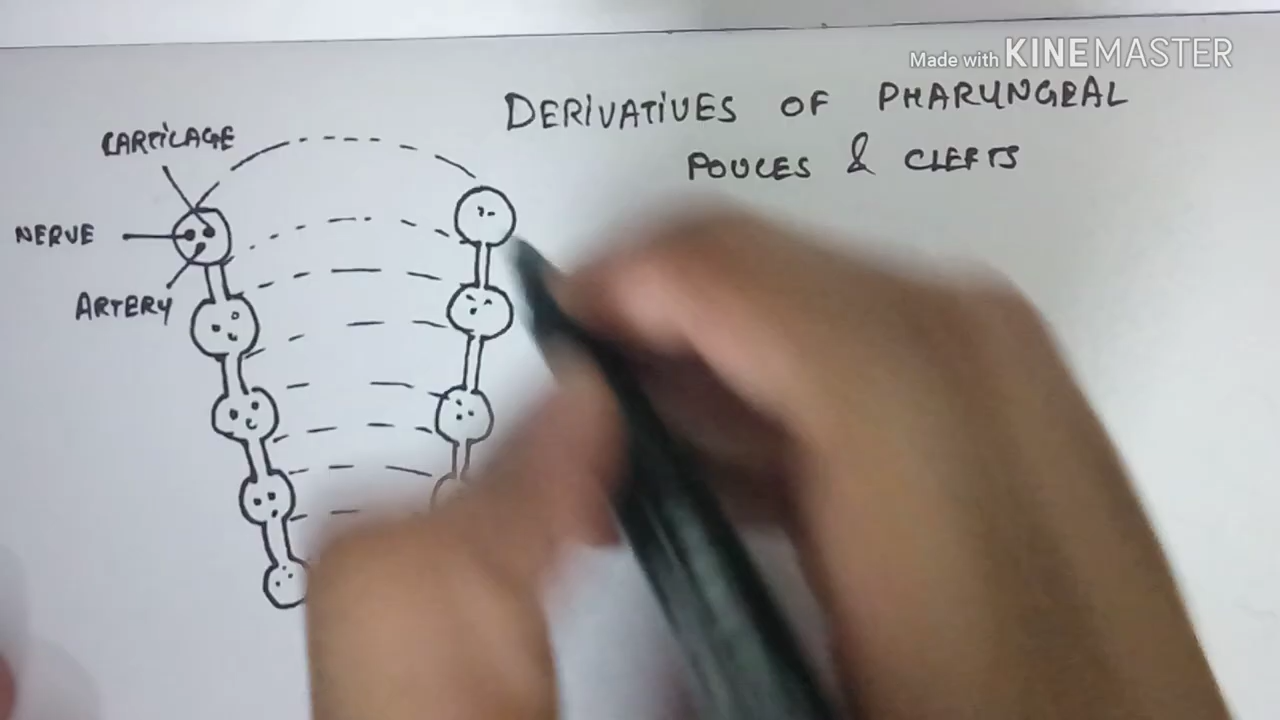 Made with KINEMASTER
DERIVATIVES OF PHARYNGEAL
POUCES & CLEFTS
CARTILAGE
NERVE
ARTERY